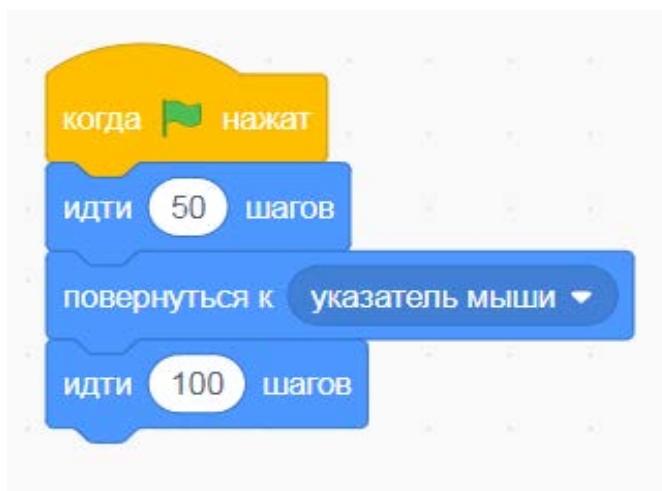 когда нажат
идти 50 шагов
повернуться к указатель мыши
идти 100 шагов